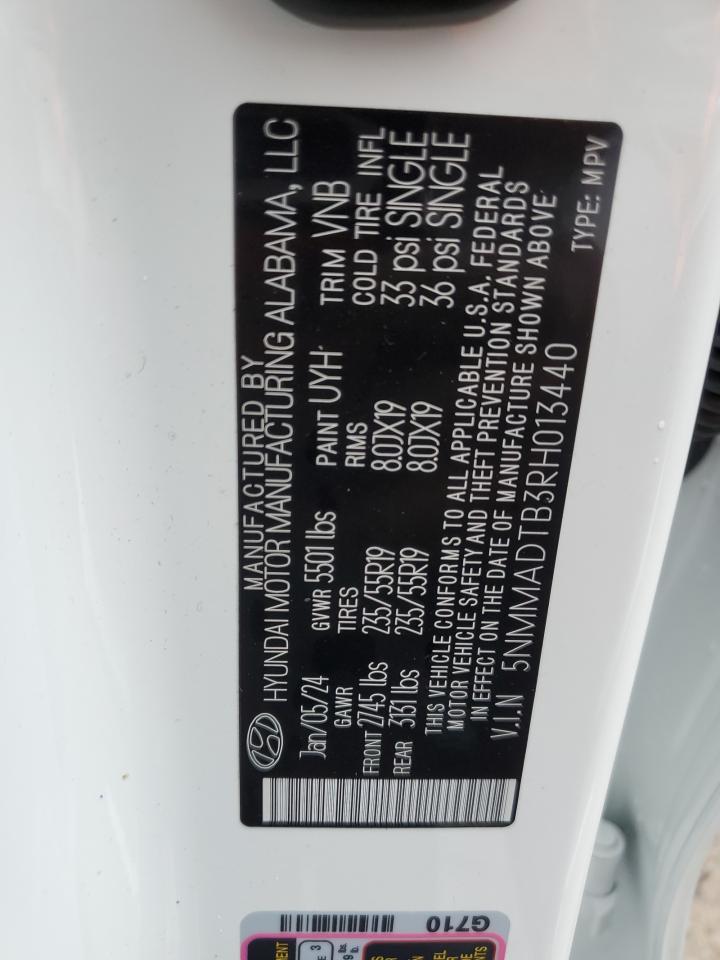 MANUFACTURED BY
HYUNDAI MOTOR MANUFACTURING ALABAMA, LLC
Jan/05/24 GVWR 5501 lbs PAINT UYH TRIM VNB
GAWR TIRES RIMS COLD TIRE INFL
FRONT 2745 lbs 235/55R19 8.0JX19 33 psi SINGLE
REAR 3131 lbs 235/55R19 8.0JX19 36 psi SINGLE
THIS VEHICLE CONFORMS TO ALL APPLICABLE U.S.A. FEDERAL
MOTOR VEHICLE SAFETY AND THEFT PREVENTION STANDARDS
IN EFFECT ON THE DATE OF MANUFACTURE SHOWN ABOVE
V.I.N 5NMMADTB3RH013440 TYPE: MPV
G710